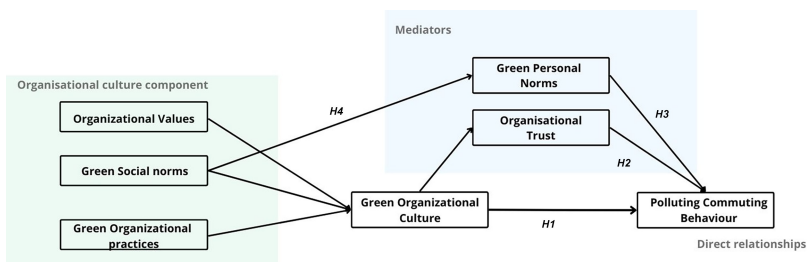 Mediators
Green Personal
Norms
Organisational culture component
Organizational Values
H4
H3
Organisational
Trust
Green Social norms
H2
Green Organizational
Culture
Polluting Commuting
Behaviour
H1
Green Organizational
practices
Direct relationships